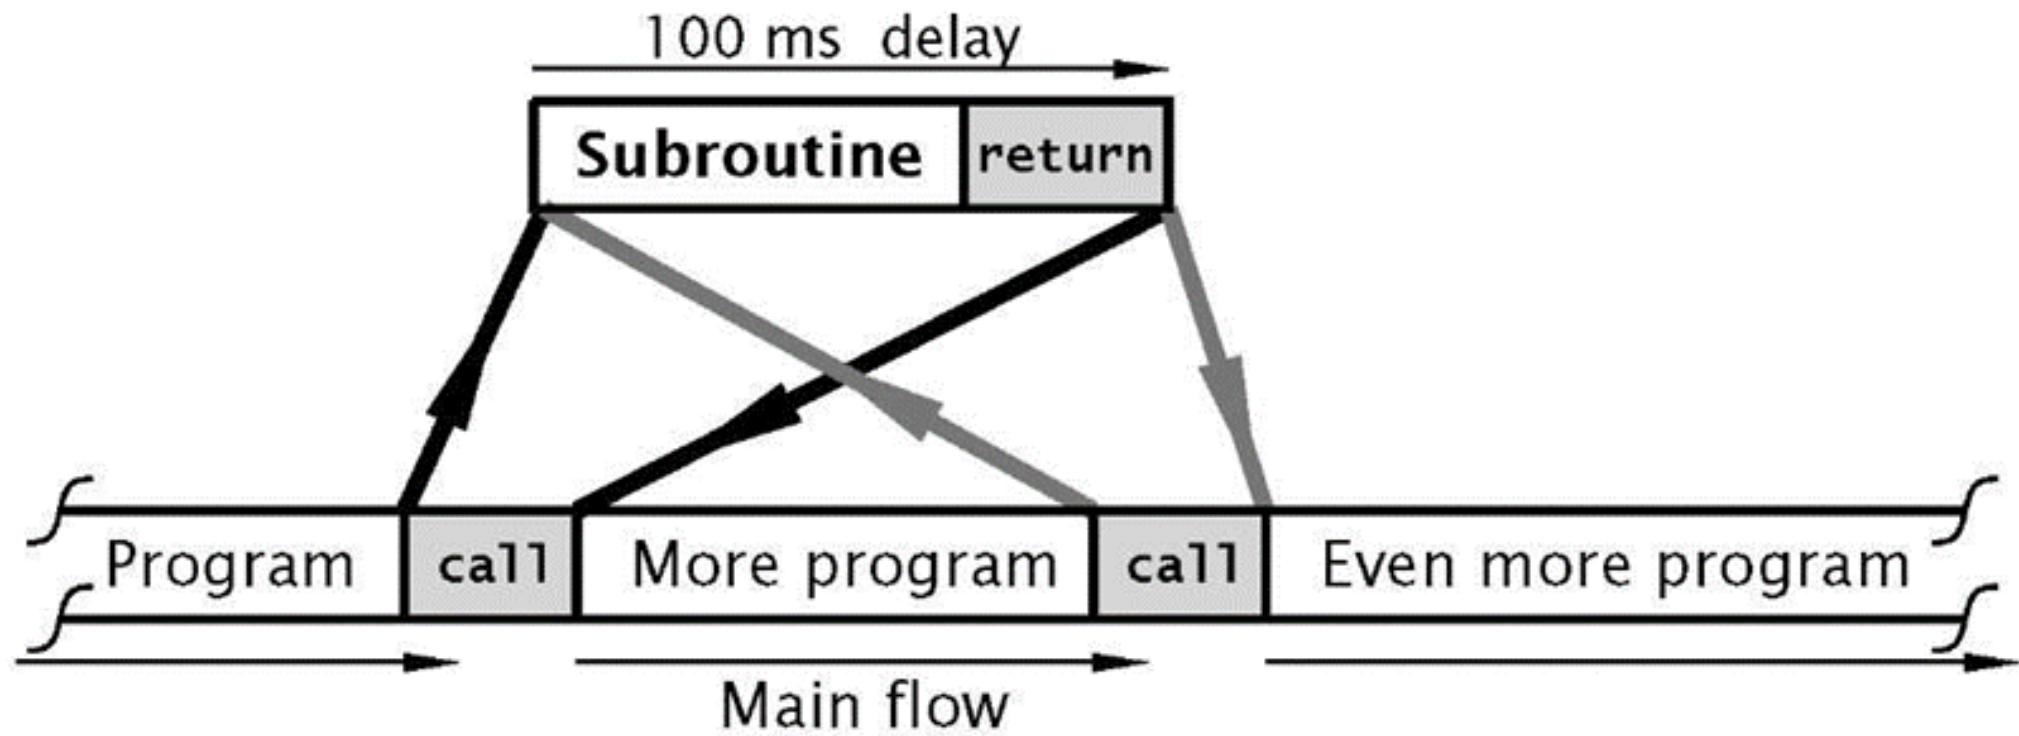 100 ms delay
Subroutine return
Program call More program call Even more program
Main flow